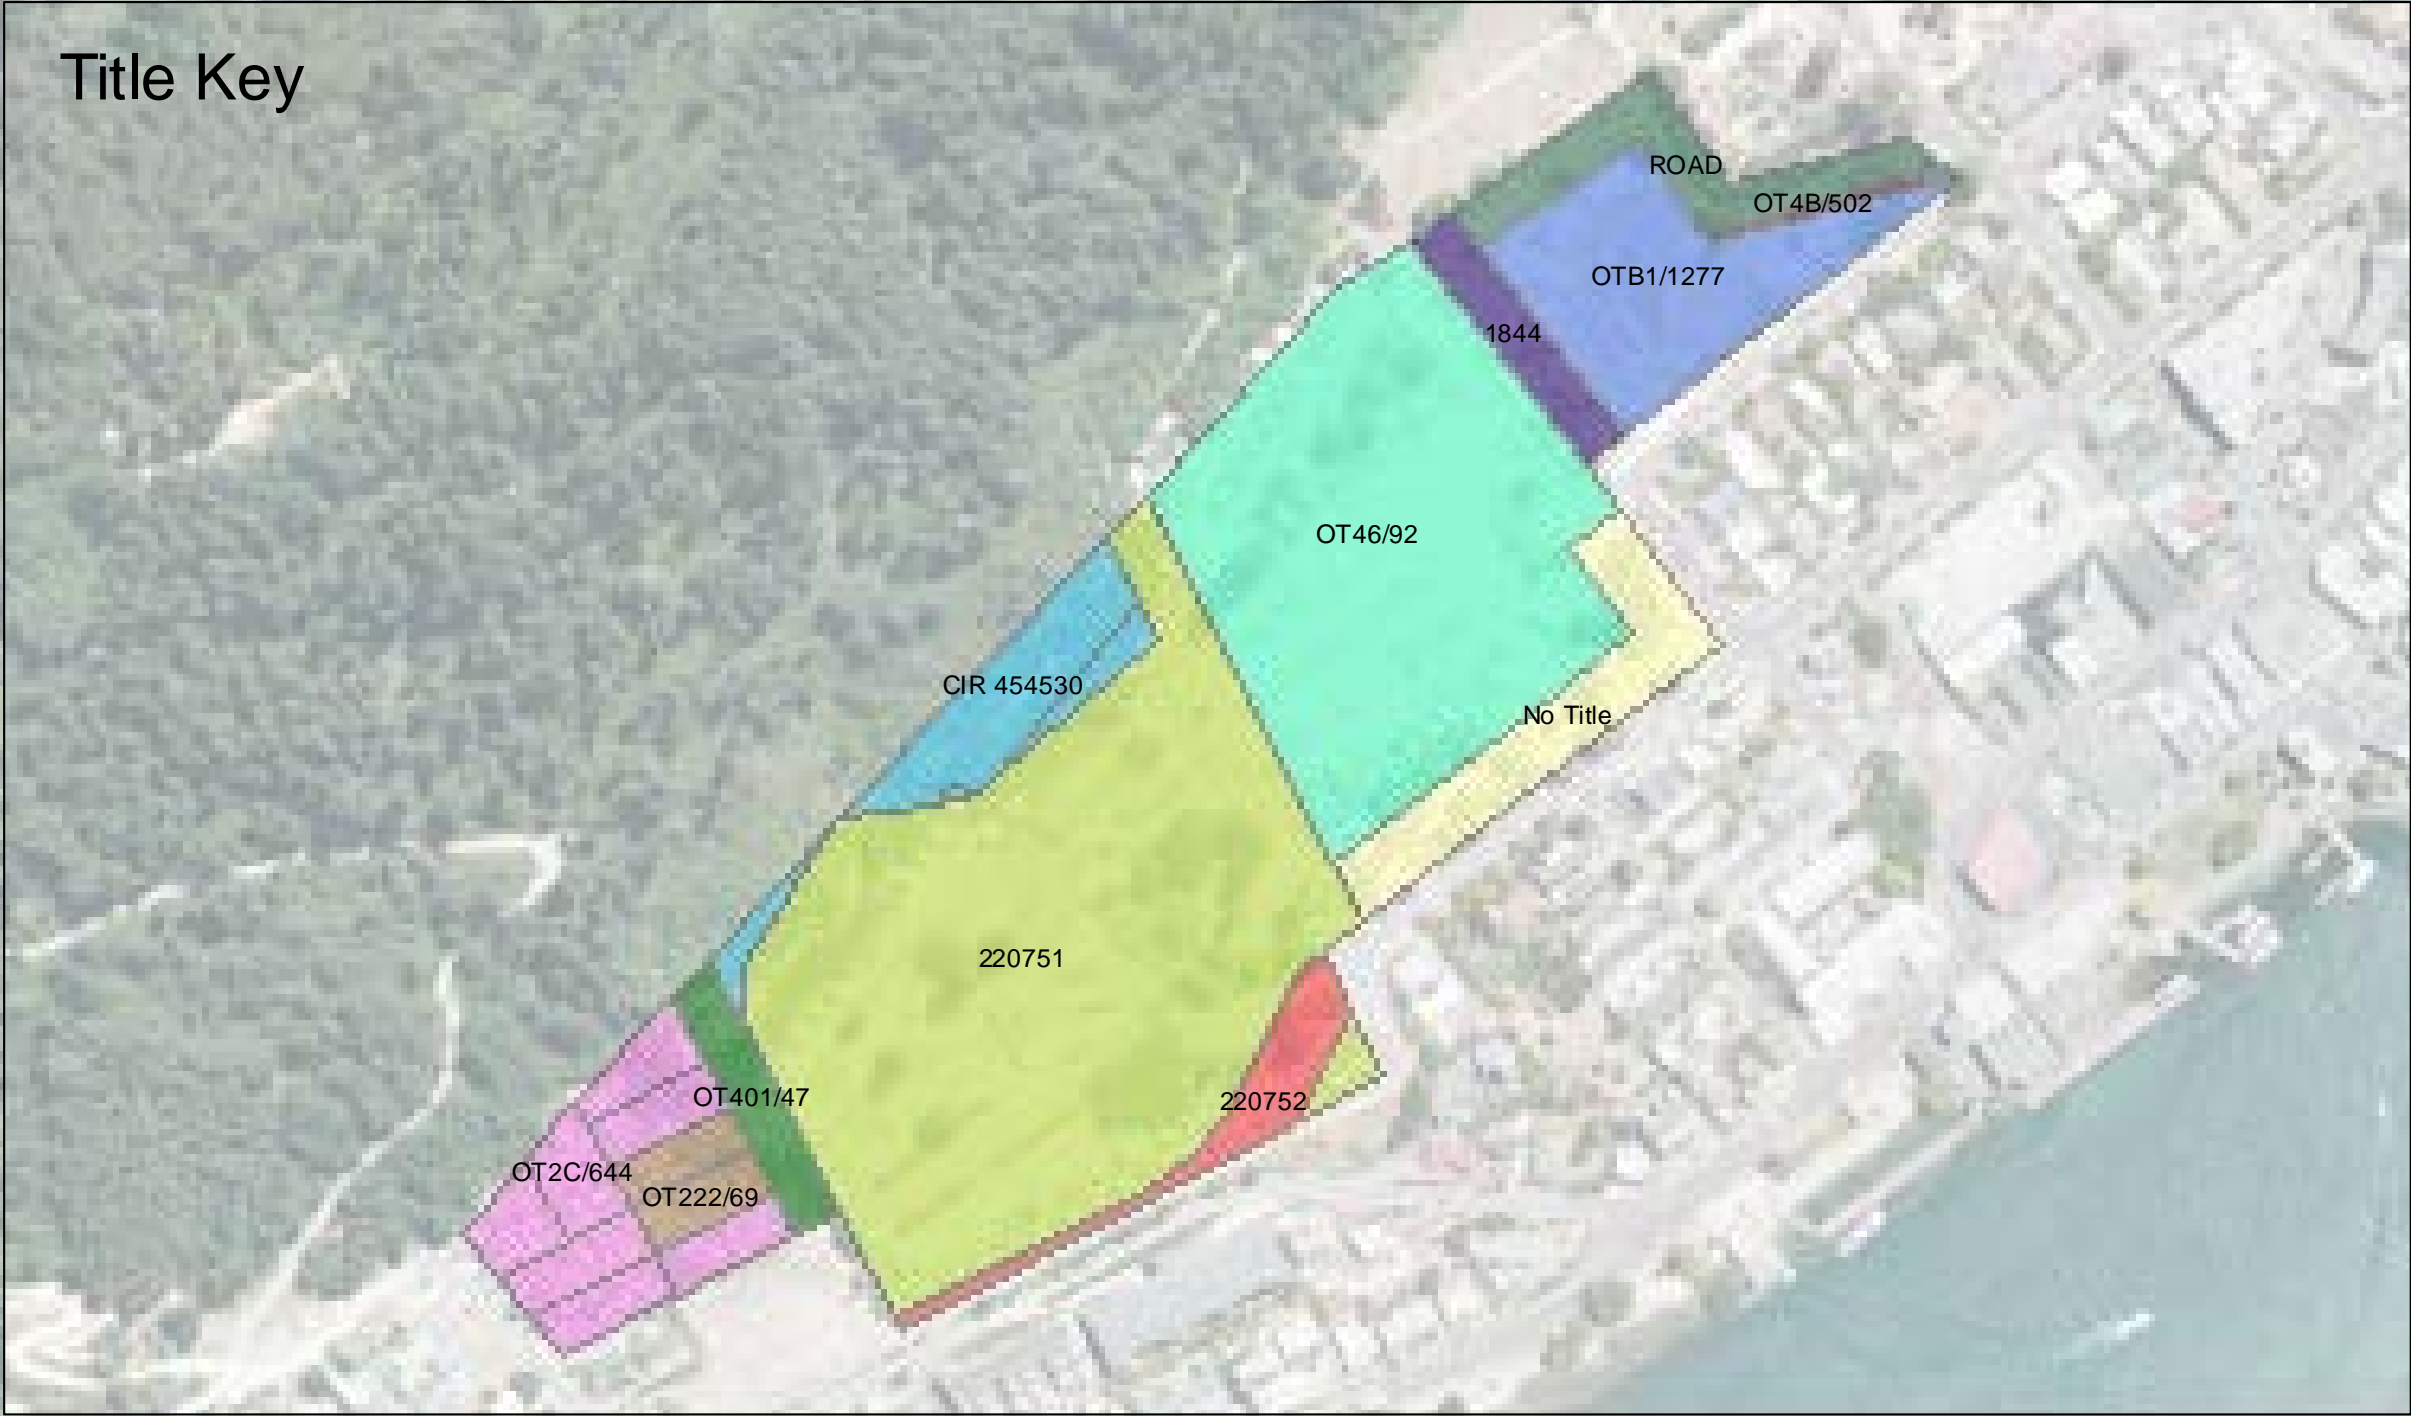 Title Key
ROAD
OT4B/502
OTB1/1277
1844
OT46/92
CIR 454530
No Title
220751
OT401/47
220752
OT2C/644
OT222/69